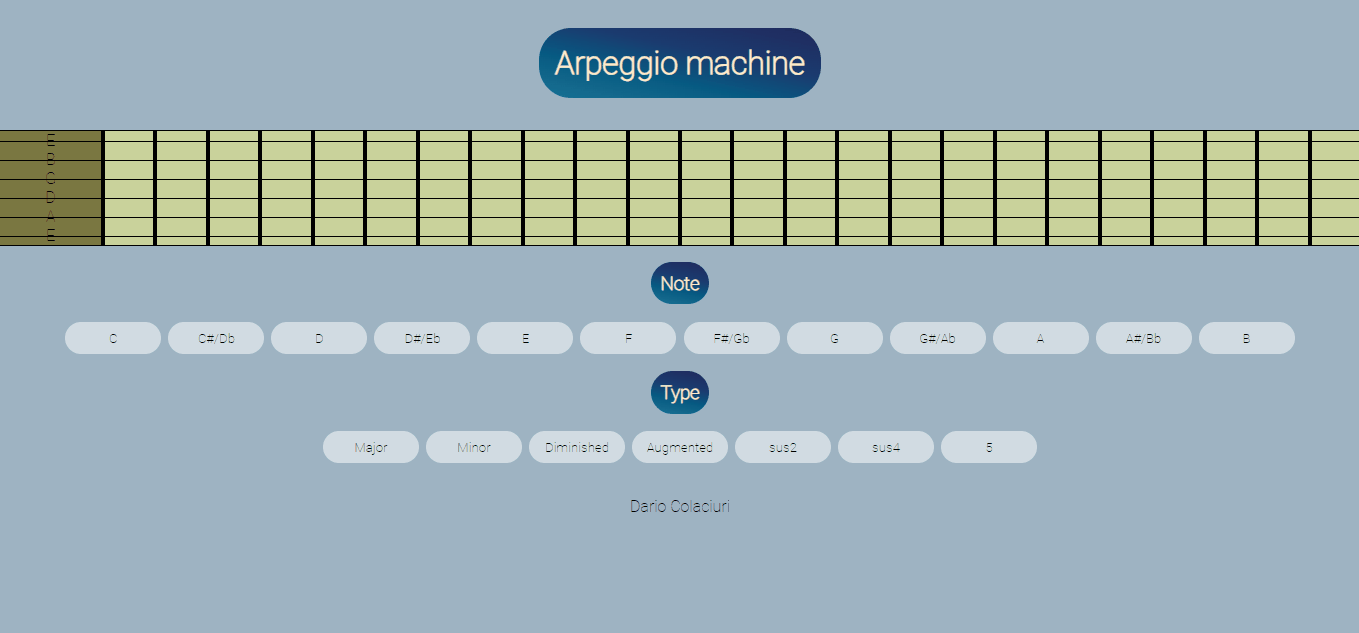 Arpeggio machine
E
B
G
D
A
E
Note
C C#/Db D D#/Eb E F F#/Gb G G#/Ab A A#/Bb B
Type
Major Minor Diminished Augmented sus2 sus4 5
Dario Colaciuri